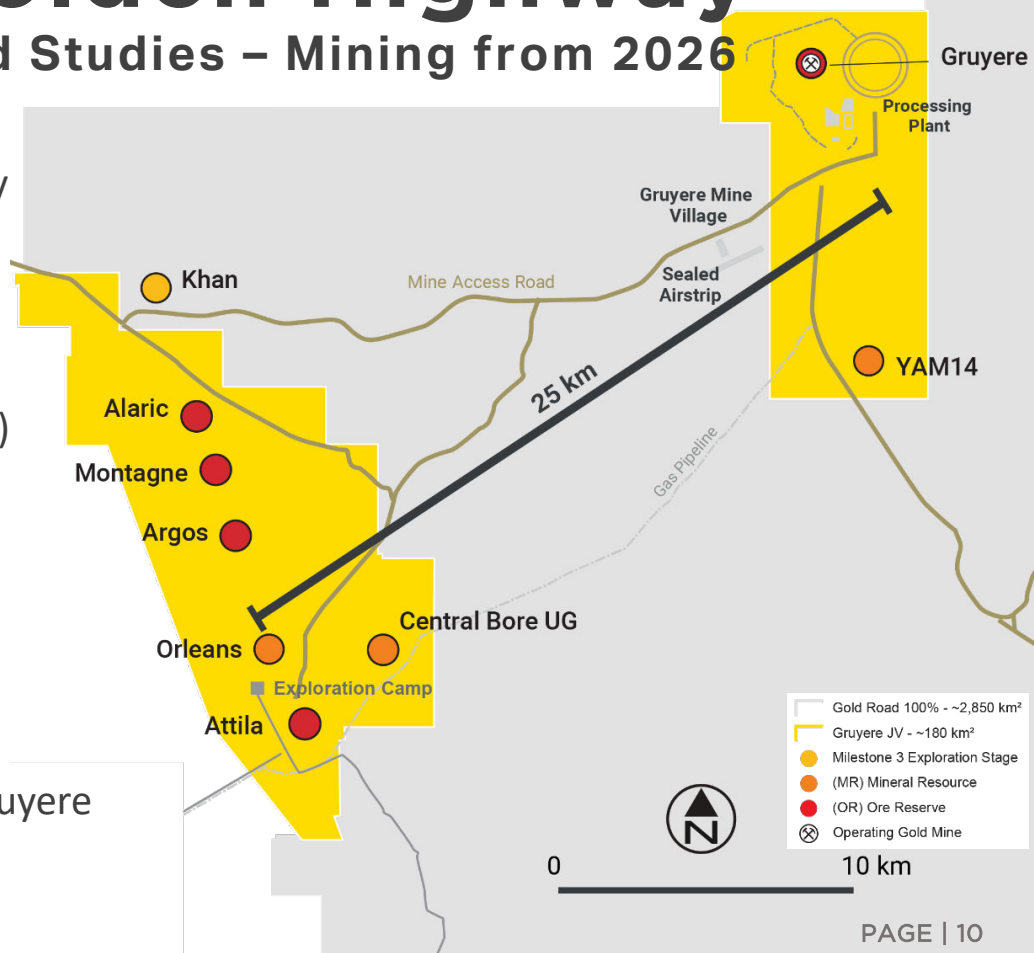 d Studies – Mining from 2026
Gruyere
Processing
Plant
Gruyere Mine
Village
Sealed
Airstrip
Khan
Mine Access Road
25 km
YAM14
Alaric
Montagne
Gas Pipeline
Argos
Central Bore UG
Orleans
Exploration Camp
Attila
Gold Road 100% - ~2,850 km²
Gruyere JV - ~180 km²
Milestone 3 Exploration Stage
(MR) Mineral Resource
(OR) Ore Reserve
Operating Gold Mine
uyere
N
0 10 km
PAGE | 10